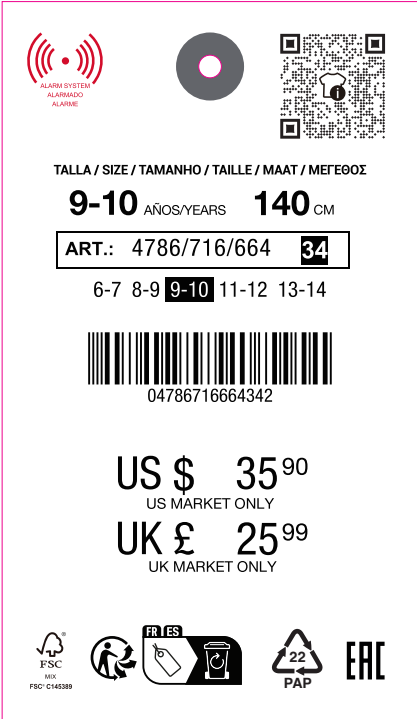 ALARM SYSTEM
ALARMADO
ALARME
i
TALLA / SIZE / TAMANHO / TAILLE / MAAT / ΜΕΓΕΘΟΣ
9-10 AÑOS/YEARS 140 CM
ART.: 4786/716/664 34
6-7 8-9 9-10 11-12 13-14
04786716664342
US $ 35 90
US MARKET ONLY
UK £ 25 99
UK MARKET ONLY
FR ES
FSC
MIX
FSC® C145389
22
PAP
EAC